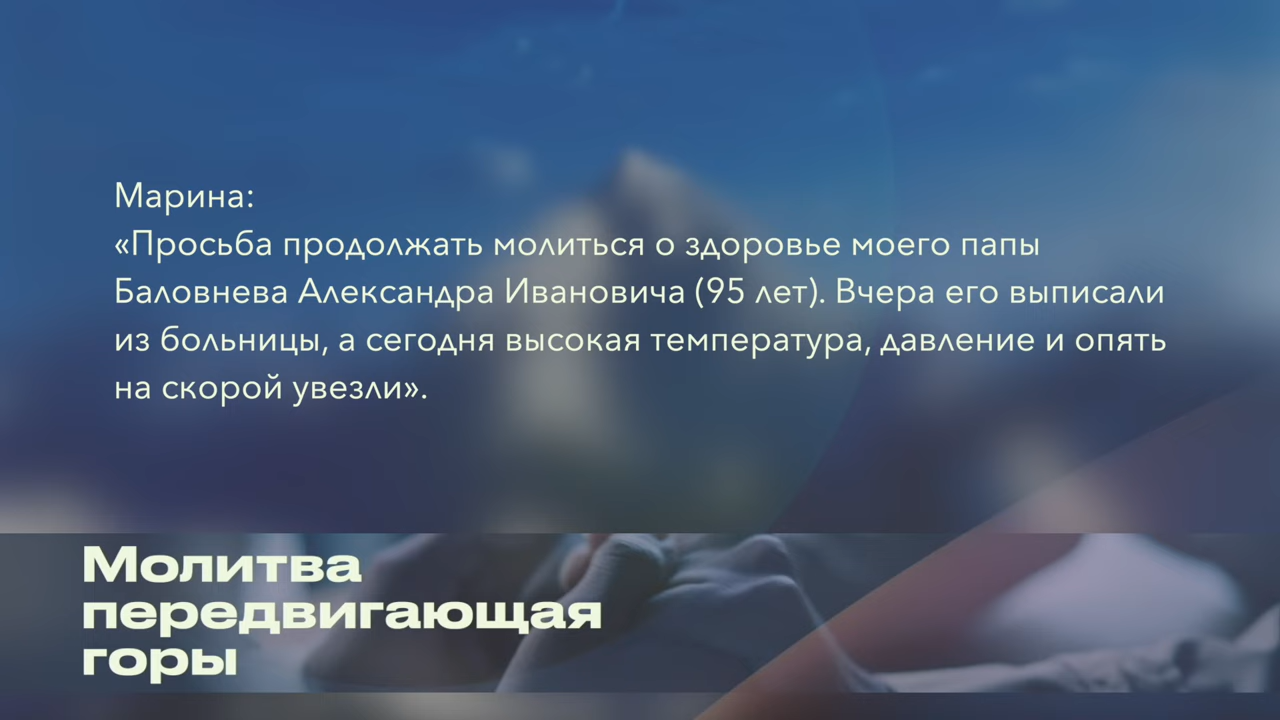 Марина:
«Просьба продолжать молиться о здоровье моего папы
Баловнева Александра Ивановича (95 лет). Вчера его выписали
из больницы, а сегодня высокая температура, давление и опять
на скорой увезли».
Молитва
передвигающая
горы